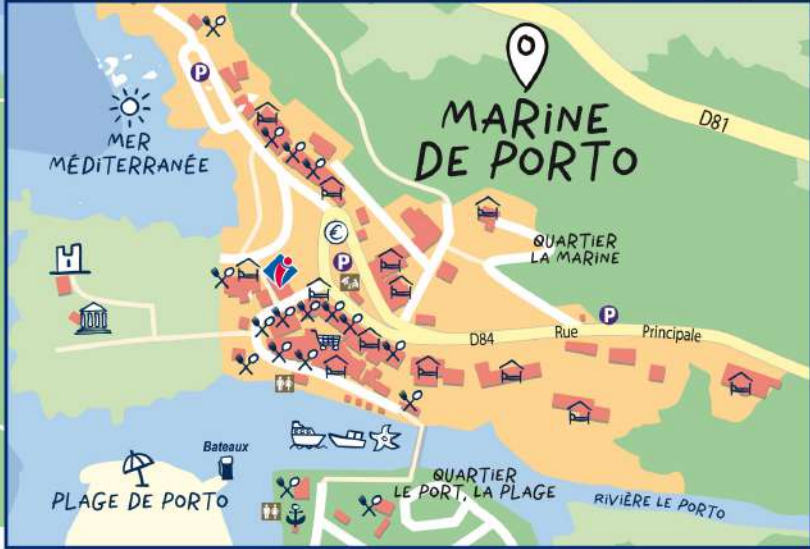 MARINE
DE PORTO
D81
MER
MÉDITERRANÉE
P
€
P
QUARTIER
LA MARINE
P
D84 Rue Principale
Bateaux
PLAGE DE PORTO
QUARTIER
LE PORT, LA PLAGE
RIVIÈRE LE PORTO